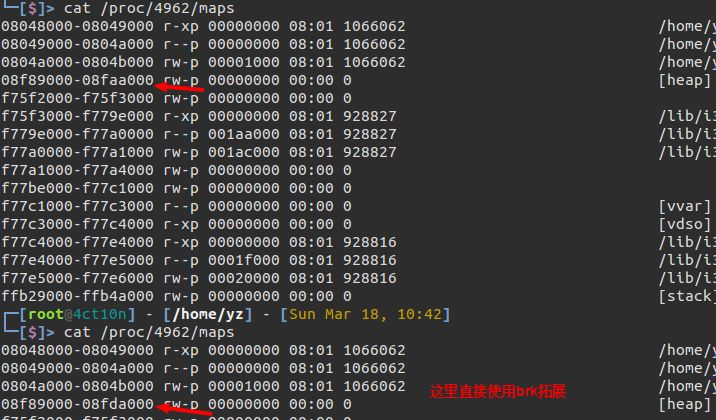 [$]> cat /proc/4962/maps
08048000-08049000 r-xp 00000000 08:01 1066062 /home/y
08049000-0804a000 r--p 00000000 08:01 1066062 /home/y
0804a000-0804b000 rw-p 00001000 08:01 1066062 /home/y
08f89000-08faa000 rw-p 00000000 00:00 0 [heap]
f75f2000-f75f3000 rw-p 00000000 00:00 0
f75f3000-f779e000 r-xp 00000000 08:01 928827 /lib/i3
f779e000-f77a0000 r--p 001aa000 08:01 928827 /lib/i3
f77a0000-f77a1000 rw-p 001ac000 08:01 928827 /lib/i3
f77a1000-f77a4000 rw-p 00000000 00:00 0
f77be000-f77c1000 rw-p 00000000 00:00 0
f77c1000-f77c3000 r--p 00000000 00:00 0 [vvar]
f77c3000-f77c4000 r-xp 00000000 00:00 0 [vdso]
f77c4000-f77e4000 r-xp 00000000 08:01 928816 /lib/i3
f77e4000-f77e5000 r--p 0001f000 08:01 928816 /lib/i3
f77e5000-f77e6000 rw-p 00020000 08:01 928816 /lib/i3
ffb29000-ffb4a000 rw-p 00000000 00:00 0 [stack]
[root@4ct10n] - [/home/yz] - [Sun Mar 18, 10:42]
[$]> cat /proc/4962/maps
08048000-08049000 r-xp 00000000 08:01 1066062 /home/y
08049000-0804a000 r--p 00000000 08:01 1066062 /home/y
0804a000-0804b000 rw-p 00001000 08:01 1066062 这里直接使用brk拓展 /home/y
08f89000-08fda000 rw-p 00000000 00:00 0 [heap]